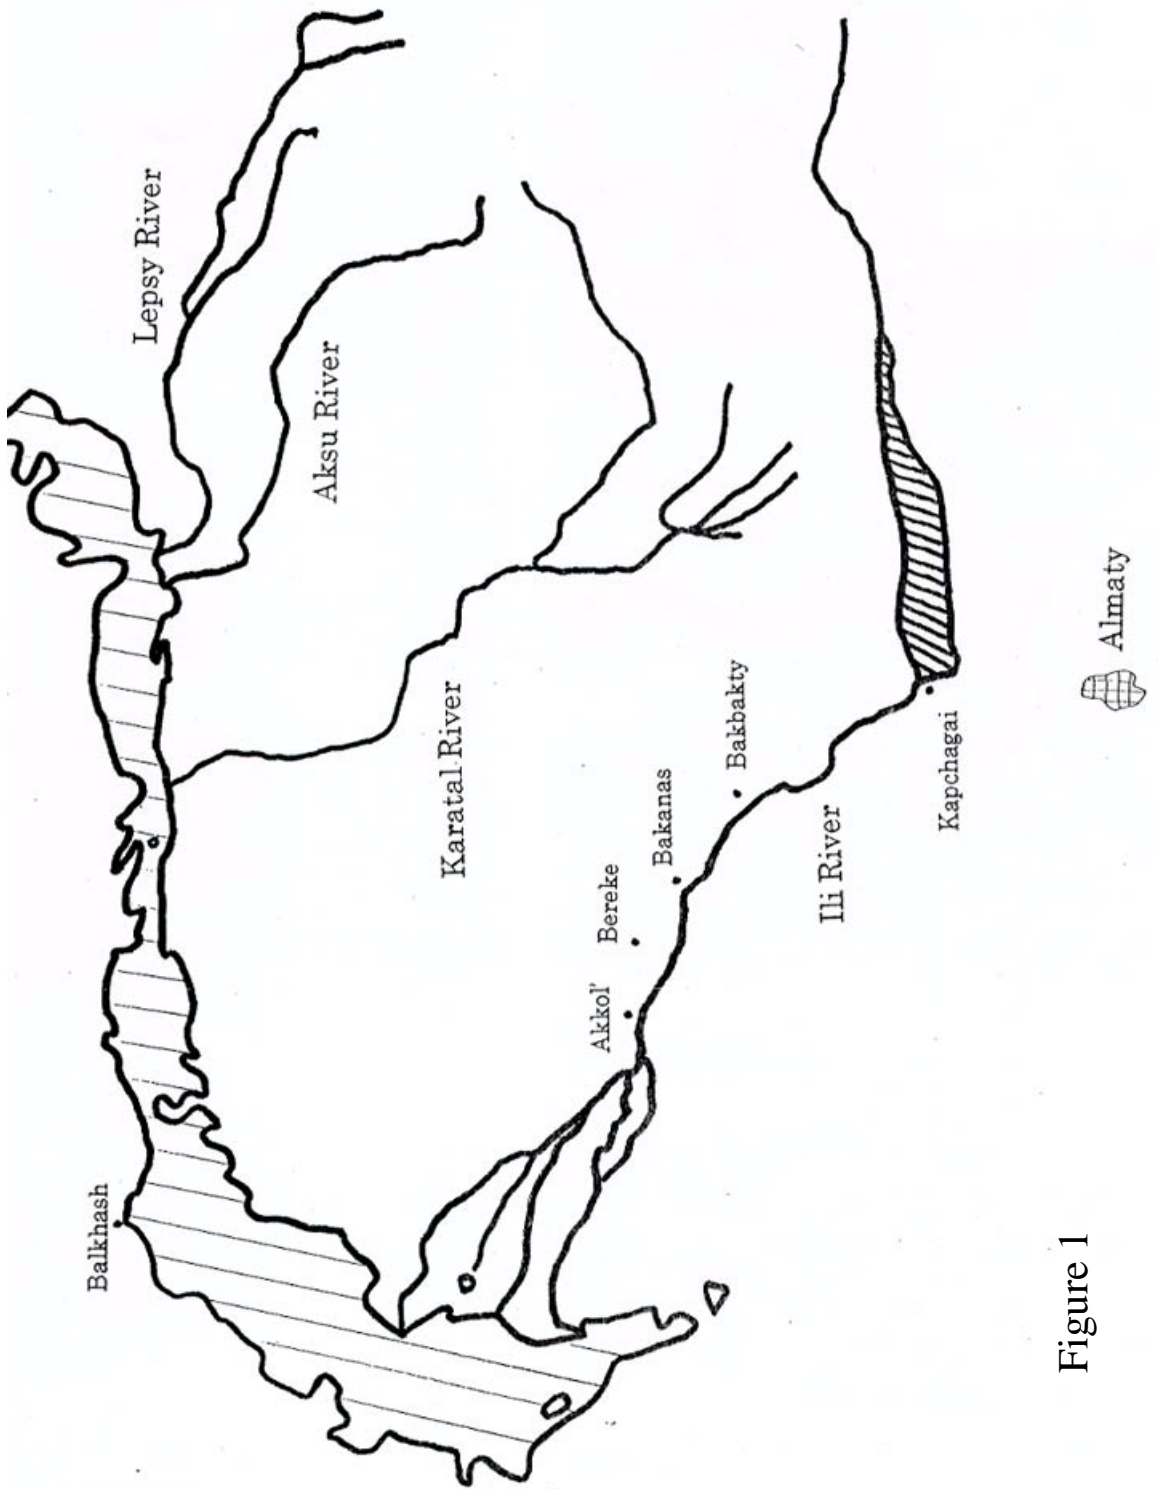 Balkhash
Lepsy River
Aksu River
Karatal River
Akkol'
Bereke
Bakanas
Bakbakty
Ili River
Kapchagai
Almaty
Figure 1